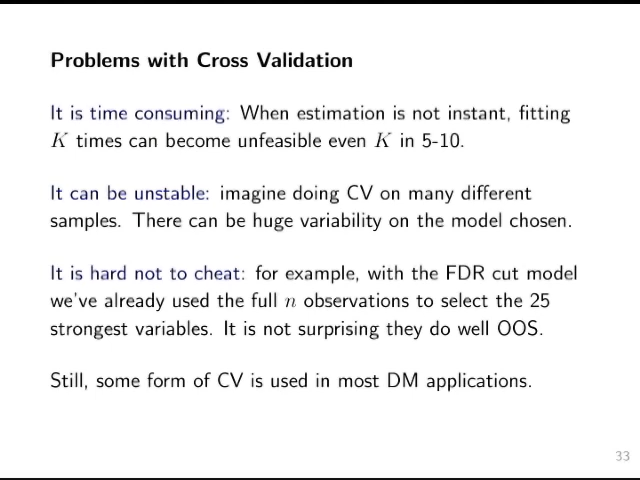 Problems with Cross Validation
It is time consuming: When estimation is not instant, fitting
K times can become unfeasible even K in 5-10.
It can be unstable: imagine doing CV on many different
samples. There can be huge variability on the model chosen.
It is hard not to cheat: for example, with the FDR cut model
we've already used the full n observations to select the 25
strongest variables. It is not surprising they do well OOS.
Still, some form of CV is used in most DM applications.
33